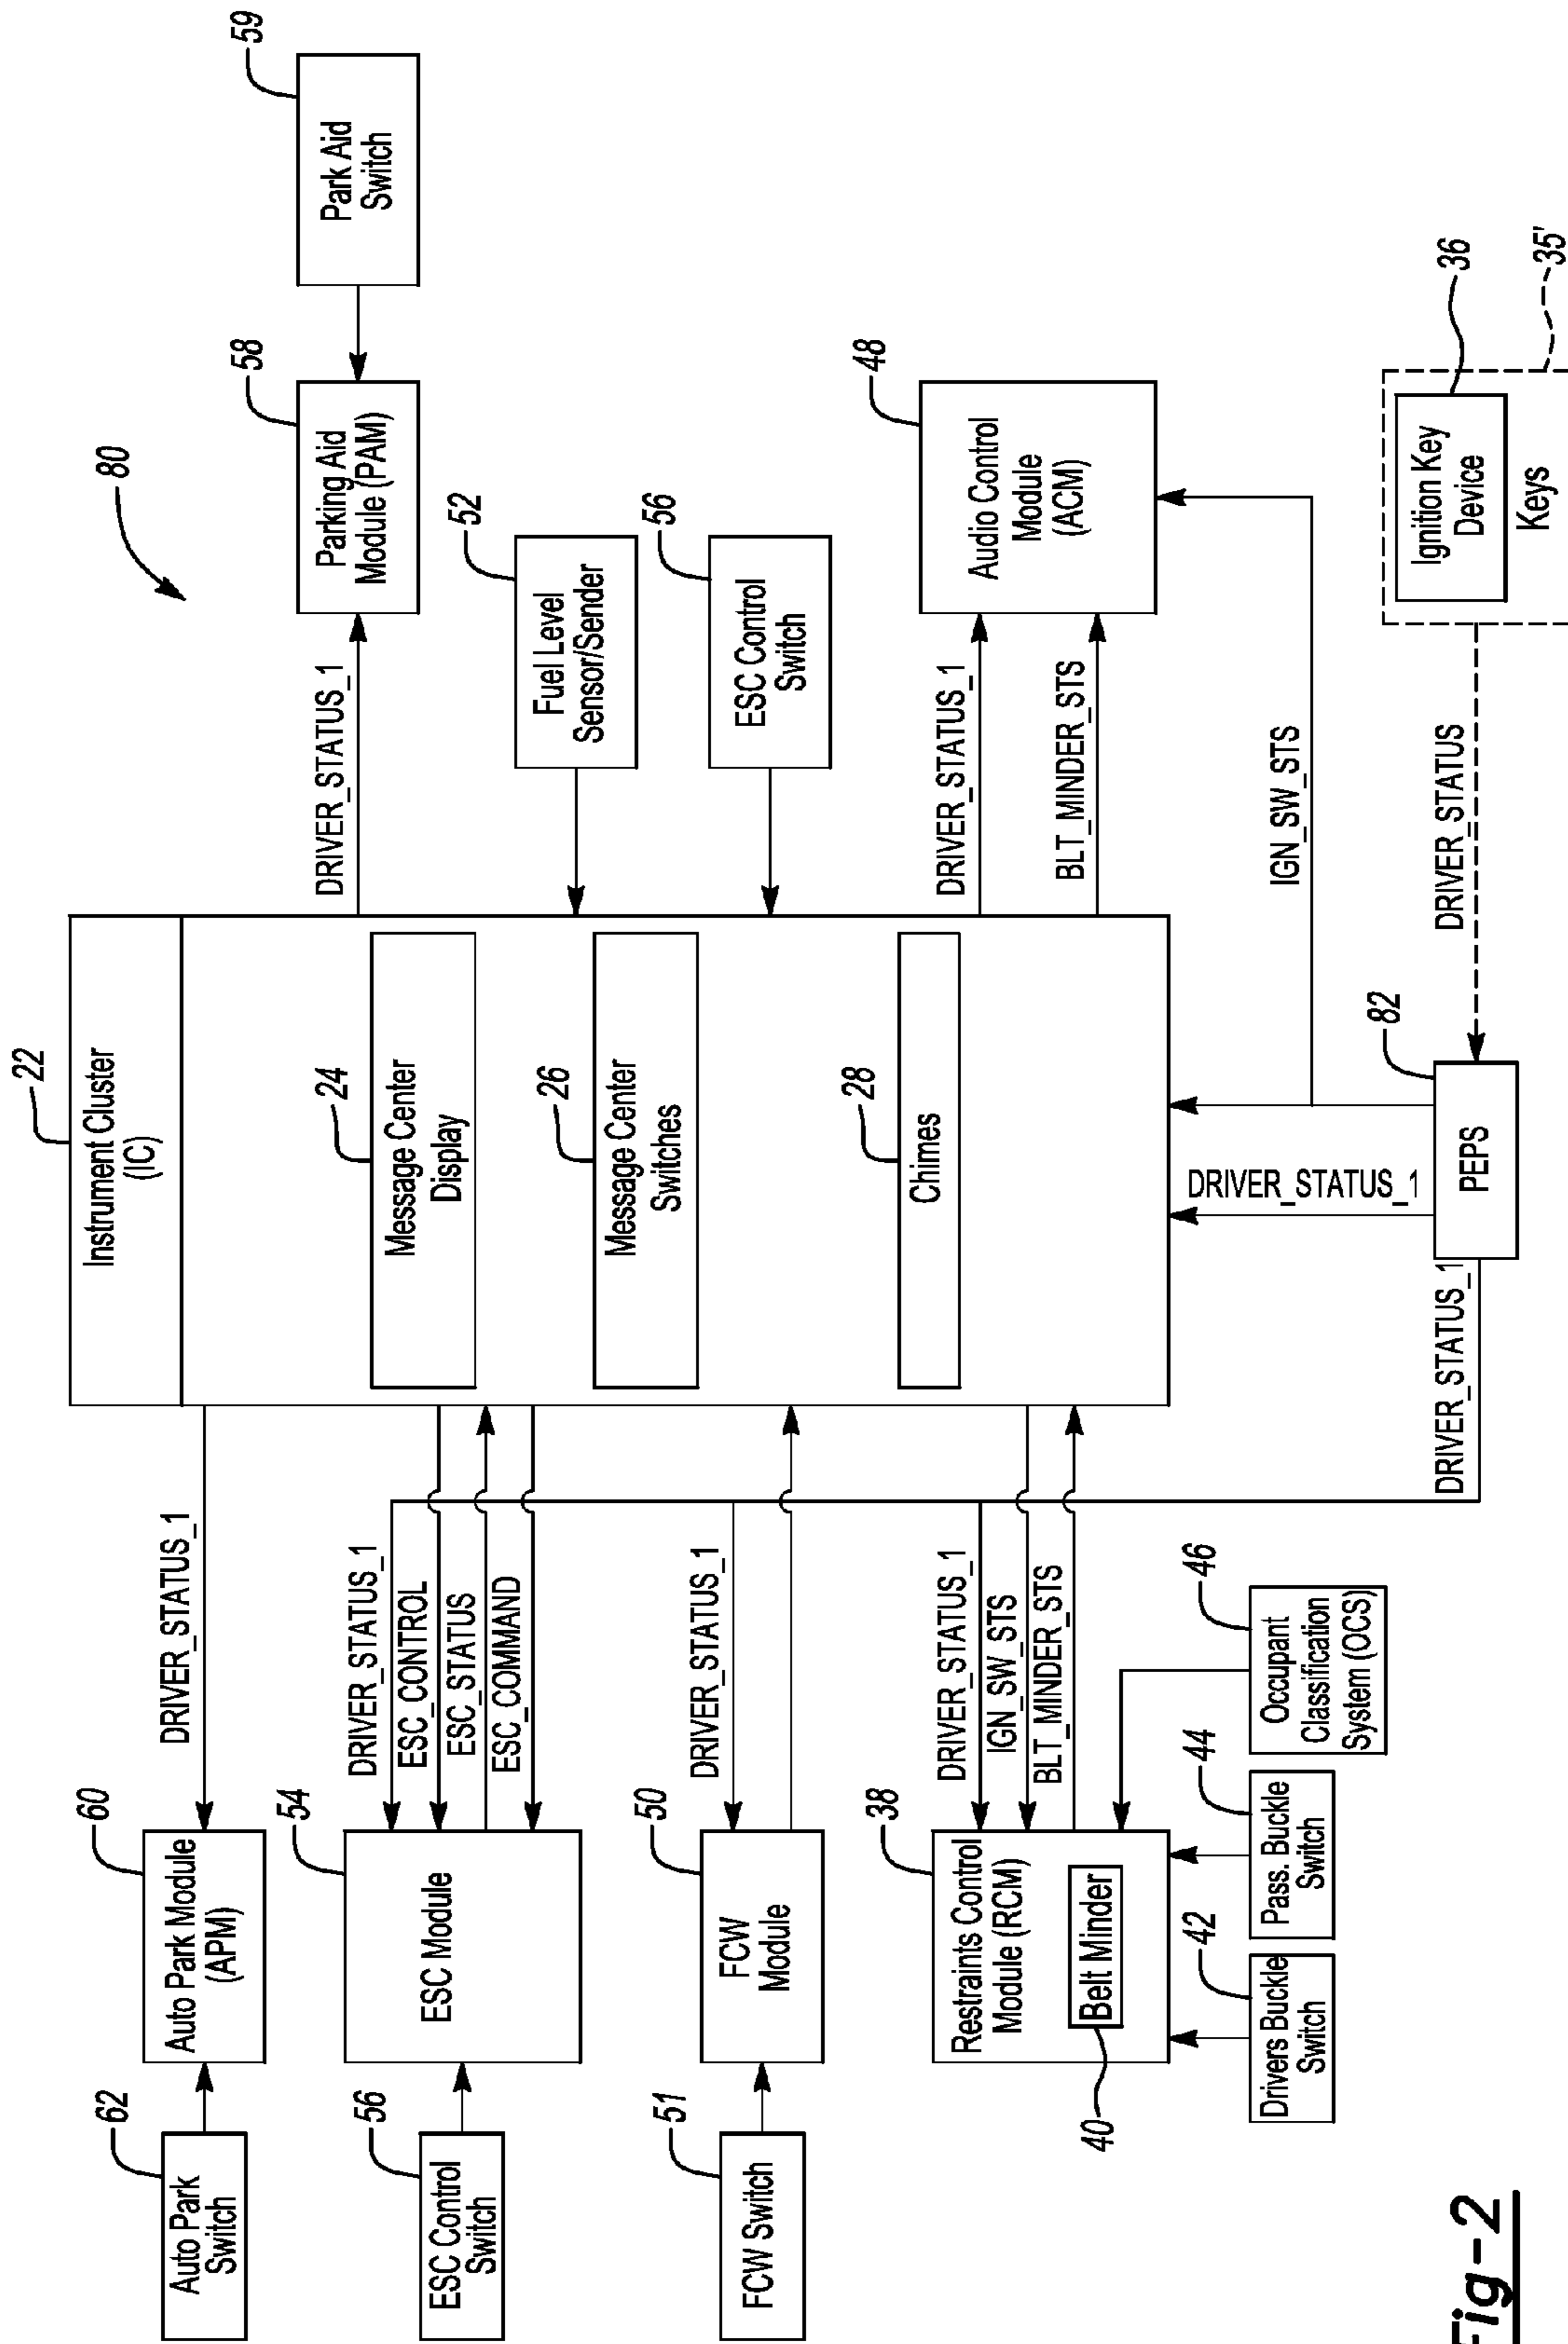 80
22
Instrument Cluster
(IC)
24
Message Center
Display
26
Message Center
Switches
28
Chimes
62
Auto Park
Switch
60
Auto Park Module
(APM)
DRIVER_STATUS_1
56
ESC Control
Switch
54
ESC Module
DRIVER_STATUS_1
ESC_CONTROL
ESC_STATUS
ESC_COMMAND
51
FCW Switch
50
FCW
Module
DRIVER_STATUS_1
38
Restraints Control
Module (RCM)
Belt Minder
40
DRIVER_STATUS_1
IGN_SW_STS
BLT_MINDER_STS
42
Drivers Buckle
Switch
44
Pass. Buckle
Switch
46
Occupant
Classification
System (OCS)
DRIVER_STATUS_1
58
Parking Aid
Module (PAM)
59
Park Aid
Switch
52
Fuel Level
Sensor/Sender
56
ESC Control
Switch
DRIVER_STATUS_1
BLT_MINDER_STS
48
Audio Control
Module
(ACM)
IGN_SW_STS
DRIVER_STATUS_1
DRIVER_STATUS_1
82
PEPS
DRIVER_STATUS
36
Ignition Key
Device
Keys
35'
Fig-2